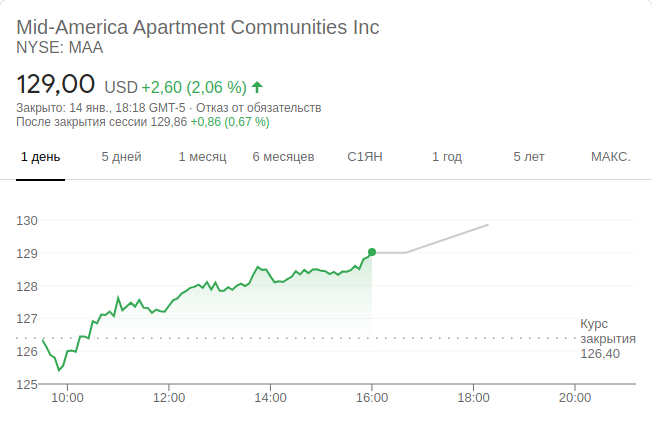 Mid-America Apartment Communities Inc
NYSE: MAA
129,00 USD +2,60 (2,06 %)
Закрыто: 14 янв., 18:18 GMT-5 · Отказ от обязательств
После закрытия сессии 129,86 +0,86 (0,67 %)
1 день 5 дней 1 месяц 6 месяцев С1ЯН 1 год 5 лет МАКС.
130
129
128
127
126
125
Курс
закрытия
126,40
10:00 12:00 14:00 16:00 18:00 20:00